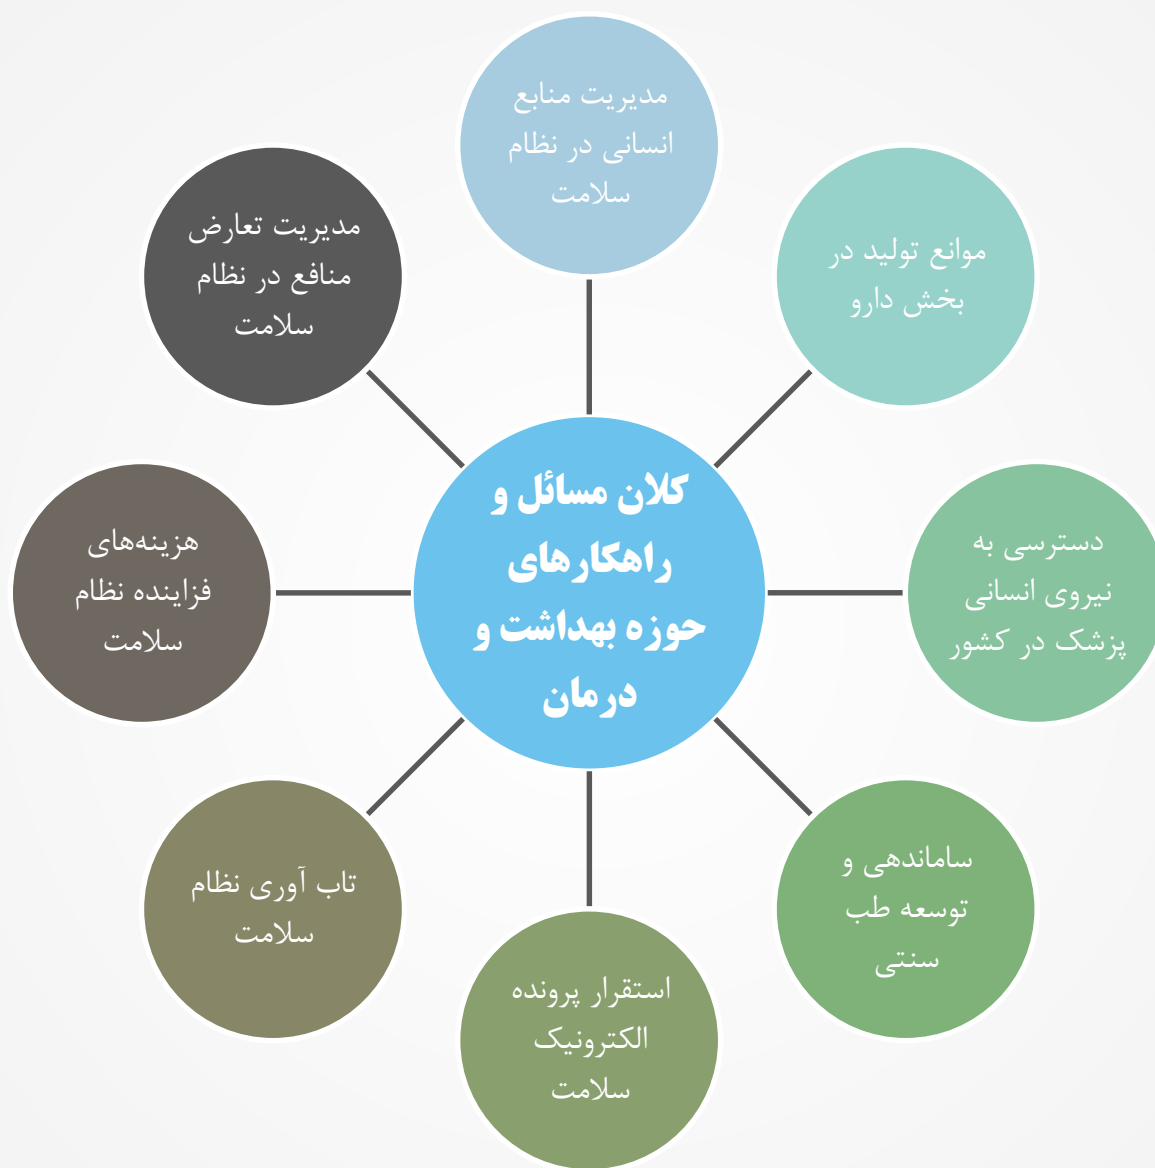 مدیریت منابع
انسانی در نظام
سلامت
موانع تولید در
بخش دارو
دسترسی به
نیروی انسانی
پزشک در کشور
ساماندهی و
توسعه طب
سنتی
استقرار پرونده
الکترونیک
سلامت
تاب آوری نظام
سلامت
هزینه‌های
فزاینده نظام
سلامت
مدیریت تعارض
منافع در نظام
سلامت
کلان مسائل و
راهکارهای
حوزه بهداشت و
درمان